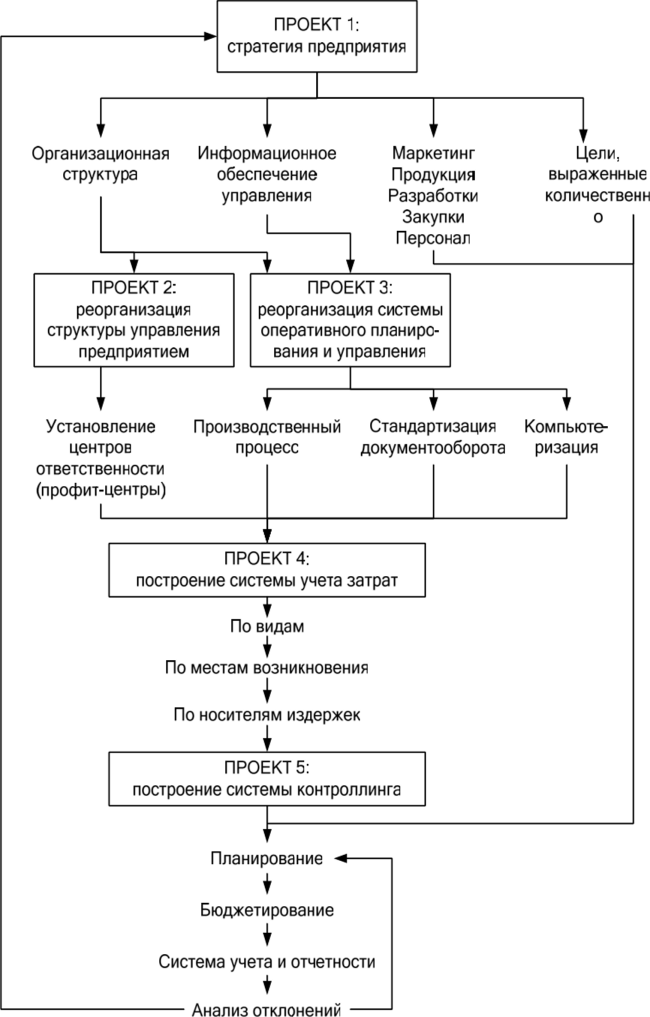 ПРОЕКТ 1:
стратегия предприятия
Организационная
структура
Информационное
обеспечение
управления
Маркетинг
Продукция
Разработки
Закупки
Персонал
Цели,
выраженные
количественн
о
ПРОЕКТ 2:
реорганизация
структуры управления
предприятием
ПРОЕКТ 3:
реорганизация системы
оперативного планиро-
вания и управления
Установление
центров
ответственности
(профит-центры)
Производственный
процесс
Стандартизация
документооборота
Компьюте-
ризация
ПРОЕКТ 4:
построение системы учета затрат
По видам
По местам возникновения
По носителям издержек
ПРОЕКТ 5:
построение системы контроллинга
Планирование
Бюджетирование
Система учета и отчетности
Анализ отклонений